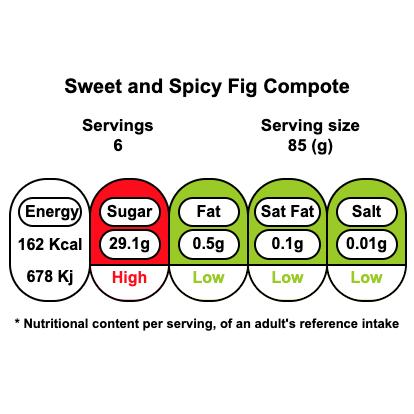 Sweet and Spicy Fig Compote
Servings
6
Serving size
85 (g)
Energy
162 Kcal
678 Kj
Sugar
29.1g
High
Fat
0.5g
Low
Sat Fat
0.1g
Low
Salt
0.01g
Low
* Nutritional content per serving, of an adult's reference intake